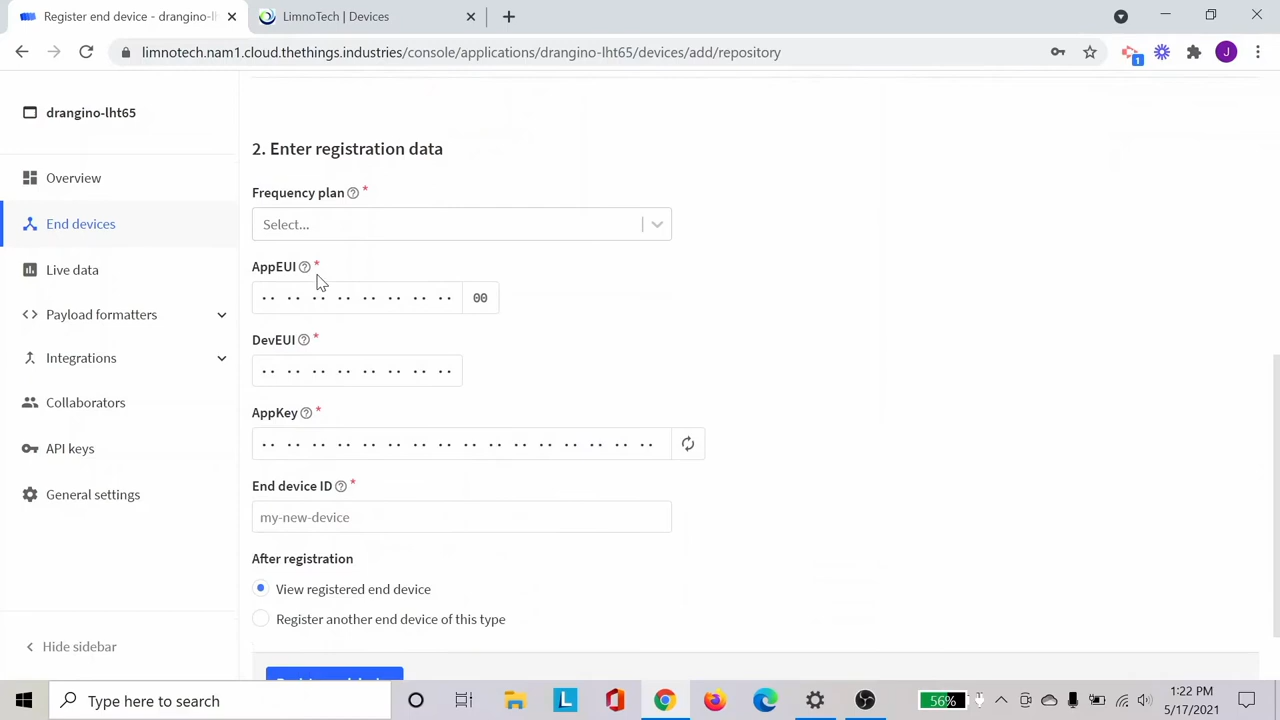 Register end device - drangino-lh
LimnoTech | Devices
limnotech.nam1.cloud.thethings.industries/console/applications/drangino-lht65/devices/add/repository
J
1
drangino-lht65
Overview
End devices
Live data
Payload formatters
Integrations
Collaborators
API keys
General settings
Hide sidebar
2. Enter registration data
Frequency plan *
Select...
AppEUI *
00
DevEUI *
AppKey *
End device ID *
my-new-device
After registration
View registered end device
Register another end device of this type
Type here to search
56%
1:22 PM
5/17/2021